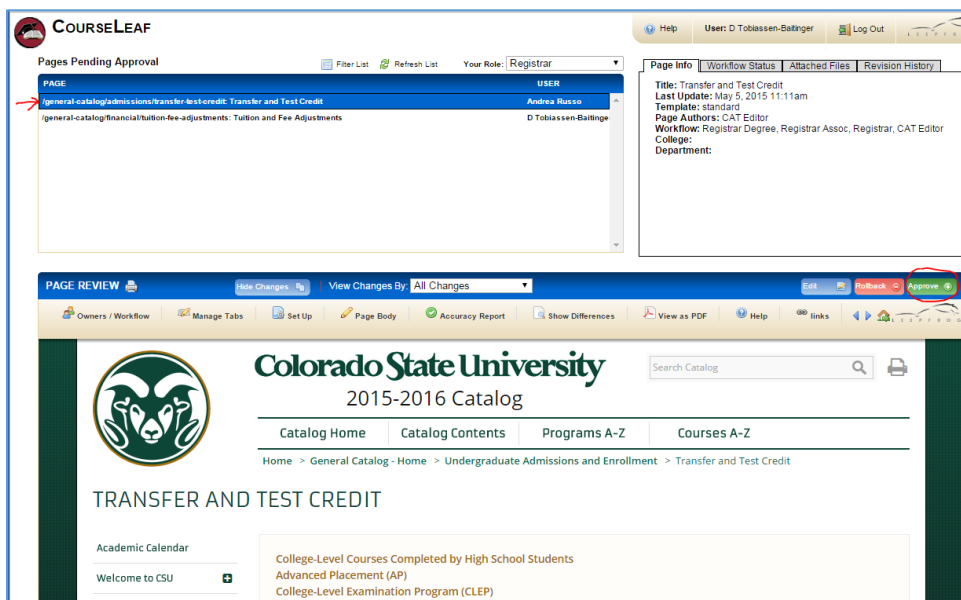 COURSELEAF
Help User: D Tobiassen-Baitinger Log Out
Pages Pending Approval Filter List Refresh List Your Role: Registrar
PAGE USER
/general-catalog/admissions/transfer-test-credit: Transfer and Test Credit Andrea Russo
/general-catalog/financial/tuition-fee-adjustments: Tuition and Fee Adjustments D Tobiassen-Baitinge
Page Info Workflow Status Attached Files Revision History
Title: Transfer and Test Credit
Last Update: May 5, 2015 11:11am
Template: standard
Page Authors: CAT Editor
Workflow: Registrar Degree, Registrar Assoc, Registrar, CAT Editor
College:
Department:
PAGE REVIEW Hide Changes View Changes By: All Changes Edit Rollback Approve
Owners / Workflow Manage Tabs Set Up Page Body Accuracy Report Show Differences View as PDF Help links
Colorado State University
2015-2016 Catalog
Search Catalog
Catalog Home Catalog Contents Programs A-Z Courses A-Z
Home > General Catalog - Home > Undergraduate Admissions and Enrollment > Transfer and Test Credit
TRANSFER AND TEST CREDIT
Academic Calendar
Welcome to CSU
College-Level Courses Completed by High School Students
Advanced Placement (AP)
College-Level Examination Program (CLEP)